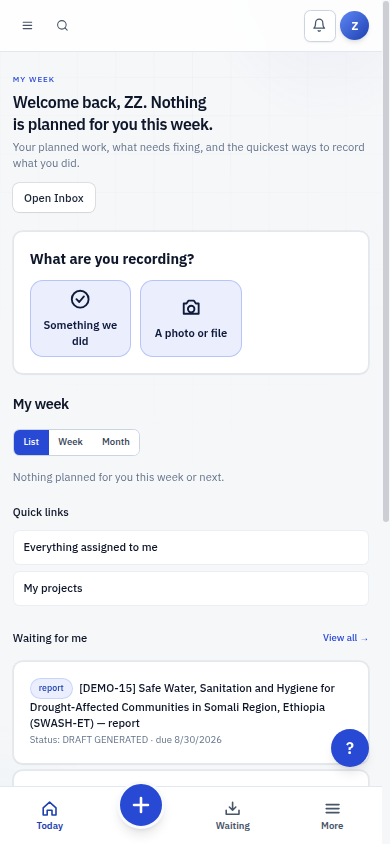 Z
MY WEEK
Welcome back, ZZ. Nothing
is planned for you this week.
Your planned work, what needs fixing, and the quickest ways to record
what you did.
Open Inbox
What are you recording?
Something we
did
A photo or file
My week
List Week Month
Nothing planned for you this week or next.
Quick links
Everything assigned to me
My projects
Waiting for me View all →
report [DEMO-15] Safe Water, Sanitation and Hygiene for
Drought-Affected Communities in Somali Region, Ethiopia
(SWASH-ET) — report
Status: DRAFT GENERATED · due 8/30/2026
?
Today Waiting More